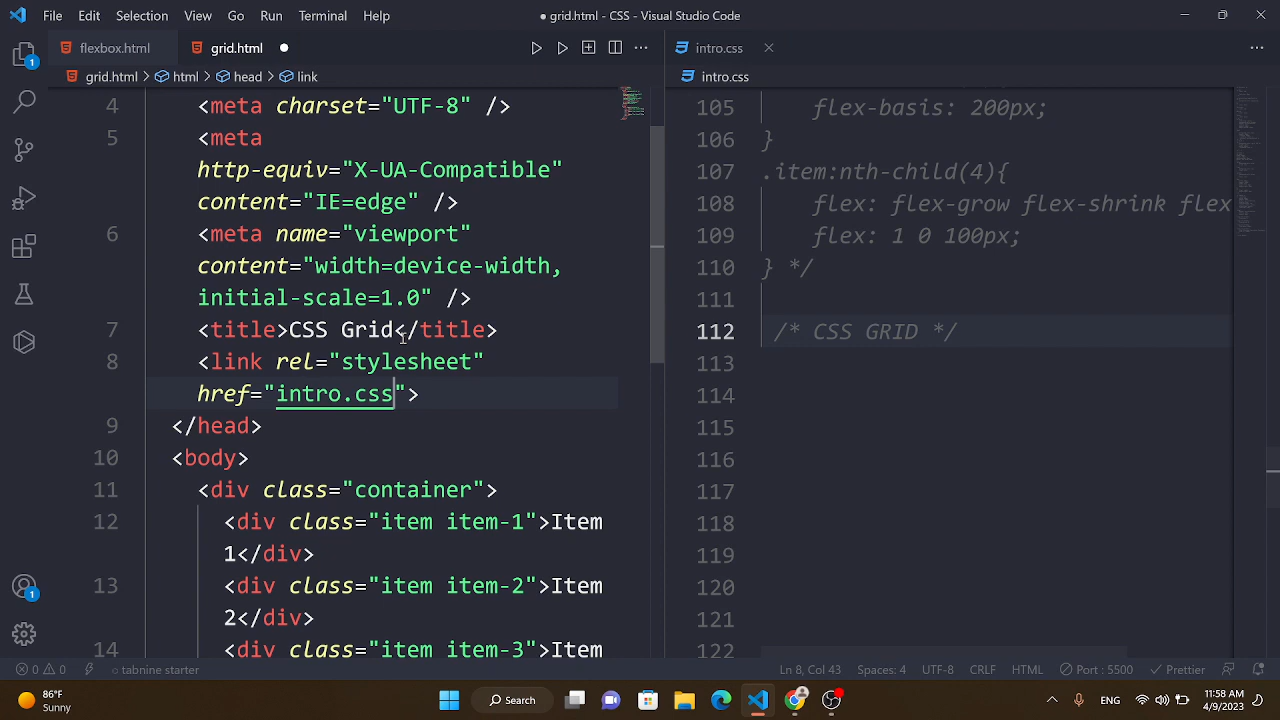 File Edit Selection View Go Run Terminal Help
● grid.html - CSS - Visual Studio Code
flexbox.html
grid.html
intro.css
grid.html > html > head > link
intro.css
4 <meta charset="UTF-8" />
5 <meta
http-equiv="X-UA-Compatible"
content="IE=edge" />
6 <meta name="viewport"
content="width=device-width,
initial-scale=1.0" />
7 <title>CSS Grid</title>
8 <link rel="stylesheet"
href="intro.css">
9 </head>
10 <body>
11 <div class="container">
12 <div class="item item-1">Item
1</div>
13 <div class="item item-2">Item
2</div>
14 <div class="item item-3">Item
105 flex-basis: 200px;
106 }
107 .item:nth-child(4){
108 flex: flex-grow flex-shrink flex
109 flex: 1 0 100px;
110 } */
111
112 /* CSS GRID */
113
114
115
116
117
118
119
120
121
122
1
1
0 0 tabnine starter
Ln 8, Col 43 Spaces: 4 UTF-8 CRLF HTML Port : 5500 Prettier
86°F
Sunny
Search
ENG
11:58 AM
4/9/2023